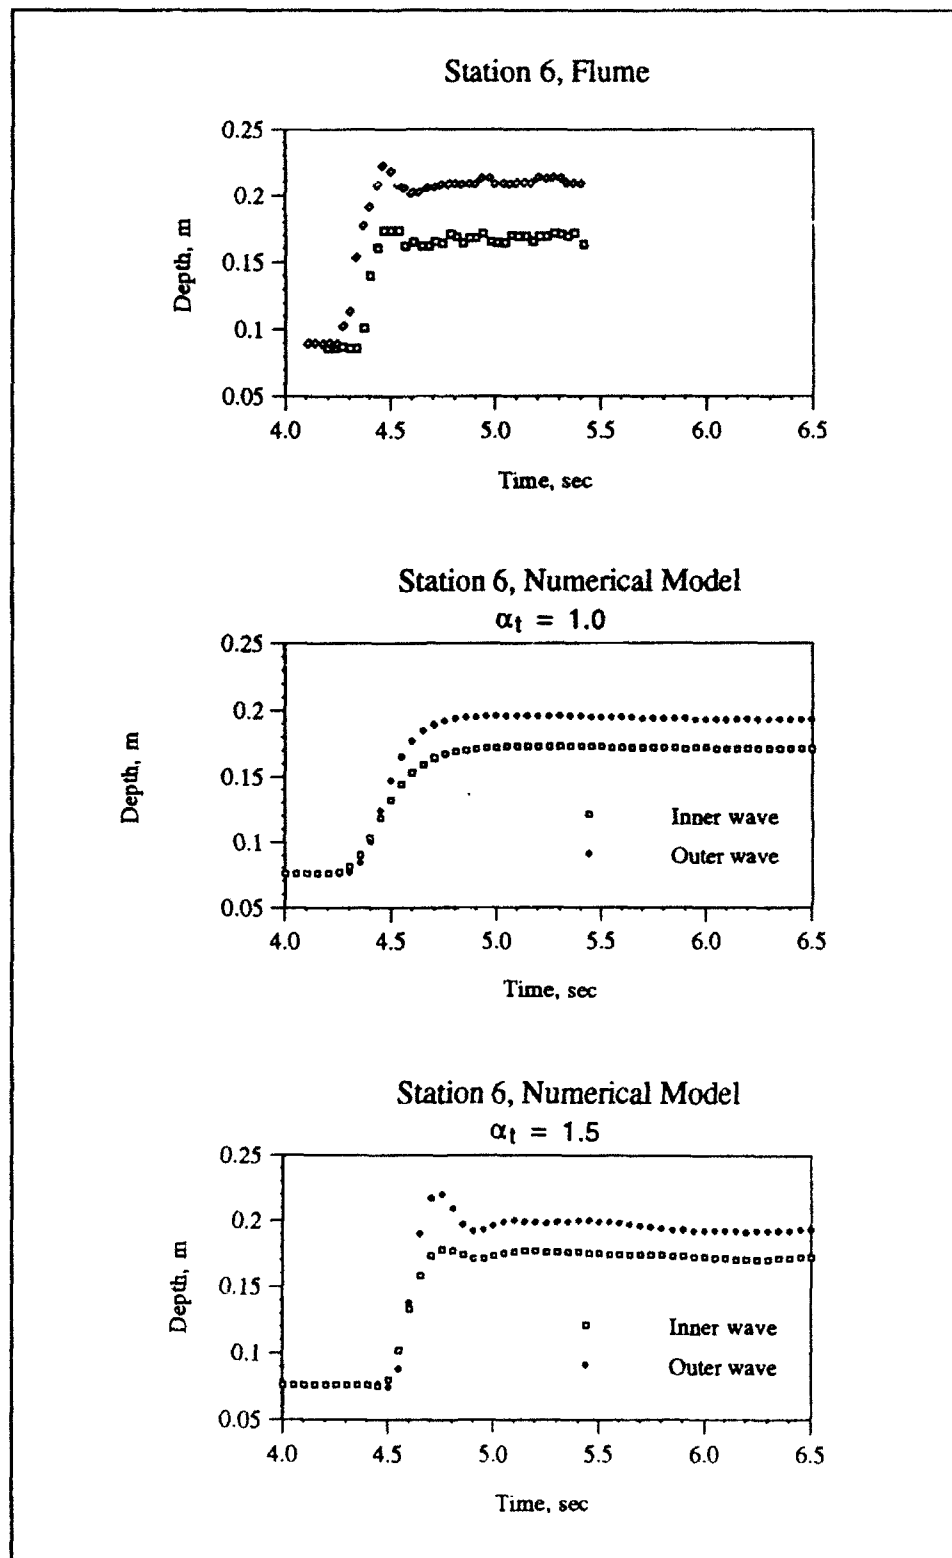 Station 6, Flume
0.25
0.2
0.15
0.1
0.05
Depth, m
4.0 4.5 5.0 5.5 6.0 6.5
Time, sec
Station 6, Numerical Model
αt = 1.0
0.25
0.2
0.15
0.1
0.05
Depth, m
Inner wave
Outer wave
4.0 4.5 5.0 5.5 6.0 6.5
Time, sec
Station 6, Numerical Model
αt = 1.5
0.25
0.2
0.15
0.1
0.05
Depth, m
Inner wave
Outer wave
4.0 4.5 5.0 5.5 6.0 6.5
Time, sec